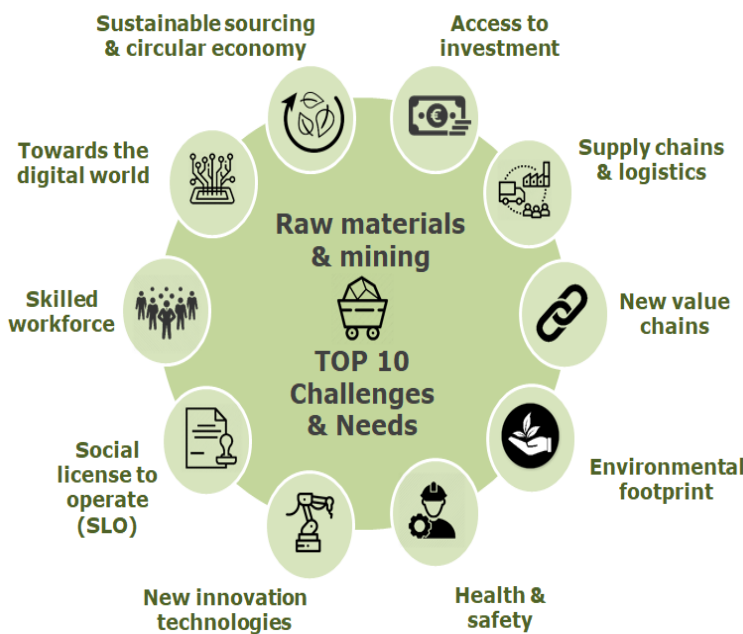 Sustainable sourcing
& circular economy
Access to
investment
Towards the
digital world
Supply chains
& logistics
Raw materials
& mining
Skilled
workforce
New value
chains
TOP 10
Challenges
& Needs
Social
license to
operate
(SLO)
Environmental
footprint
New innovation
technologies
Health &
safety